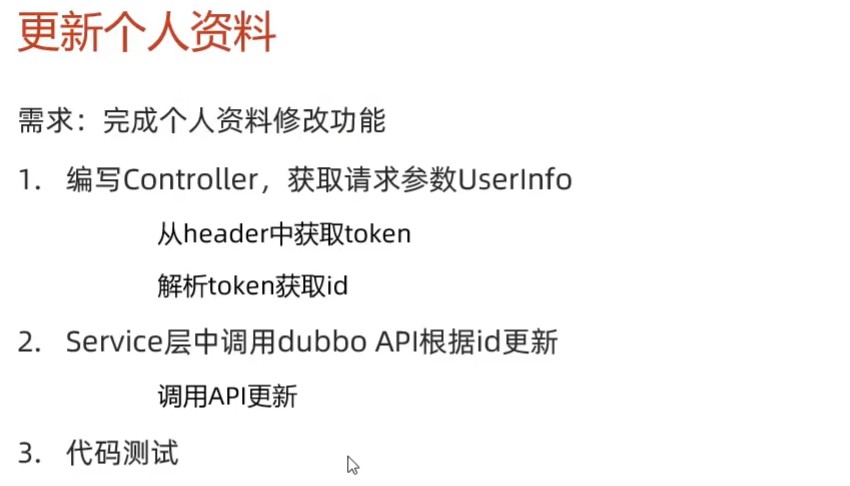 更新个人资料
需求：完成个人资料修改功能
1. 编写Controller，获取请求参数UserInfo
从header中获取token
解析token获取id
2. Service层中调用dubbo API根据id更新
调用API更新
3. 代码测试